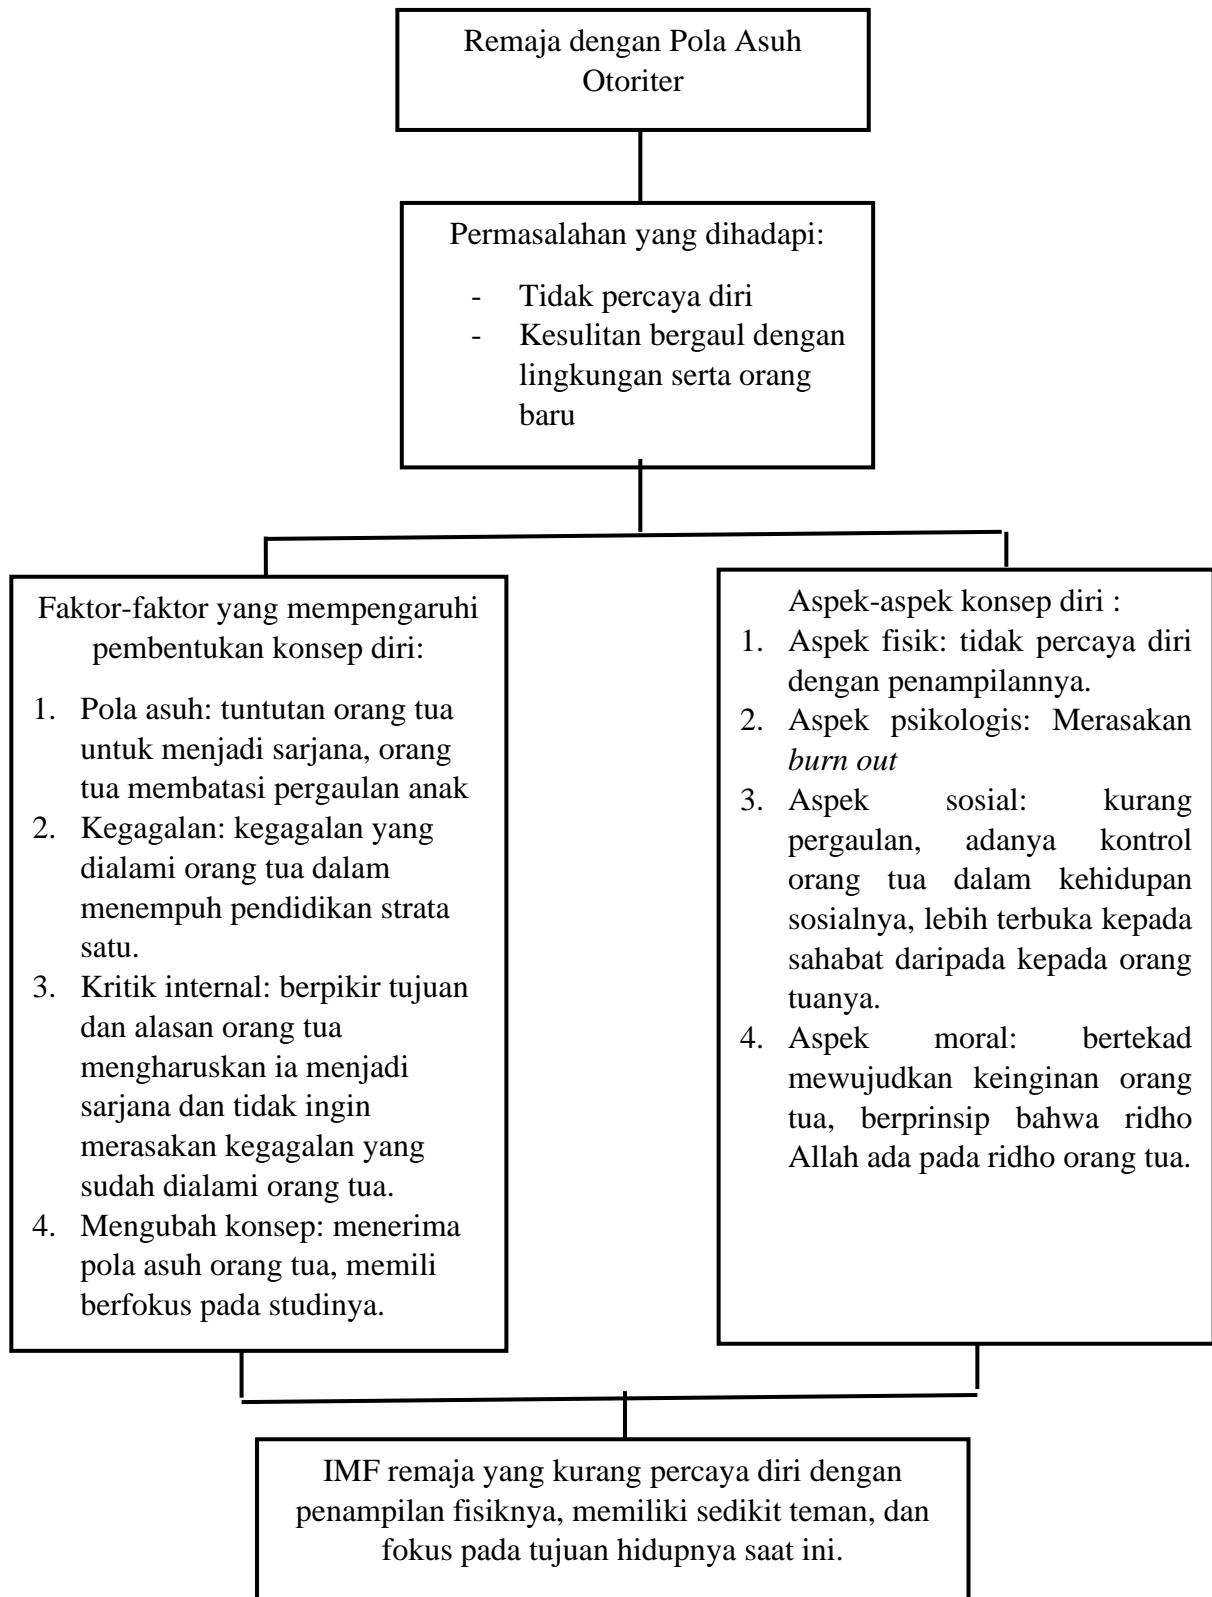 Remaja dengan Pola Asuh
Otoriter
Permasalahan yang dihadapi:
- Tidak percaya diri
- Kesulitan bergaul dengan
lingkungan serta orang
baru
Faktor-faktor yang mempengaruhi
pembentukan konsep diri:
1. Pola asuh: tuntutan orang tua
untuk menjadi sarjana, orang
tua membatasi pergaulan anak
2. Kegagalan: kegagalan yang
dialami orang tua dalam
menempuh pendidikan strata
satu.
3. Kritik internal: berpikir tujuan
dan alasan orang tua
mengharuskan ia menjadi
sarjana dan tidak ingin
merasakan kegagalan yang
sudah dialami orang tua.
4. Mengubah konsep: menerima
pola asuh orang tua, memili
berfokus pada studinya.
Aspek-aspek konsep diri :
1. Aspek fisik: tidak percaya diri
dengan penampilannya.
2. Aspek psikologis: Merasakan
burn out
3. Aspek sosial: kurang
pergaulan, adanya kontrol
orang tua dalam kehidupan
sosialnya, lebih terbuka kepada
sahabat daripada kepada orang
tuanya.
4. Aspek moral: bertekad
mewujudkan keinginan orang
tua, berprinsip bahwa ridho
Allah ada pada ridho orang tua.
IMF remaja yang kurang percaya diri dengan
penampilan fisiknya, memiliki sedikit teman, dan
fokus pada tujuan hidupnya saat ini.